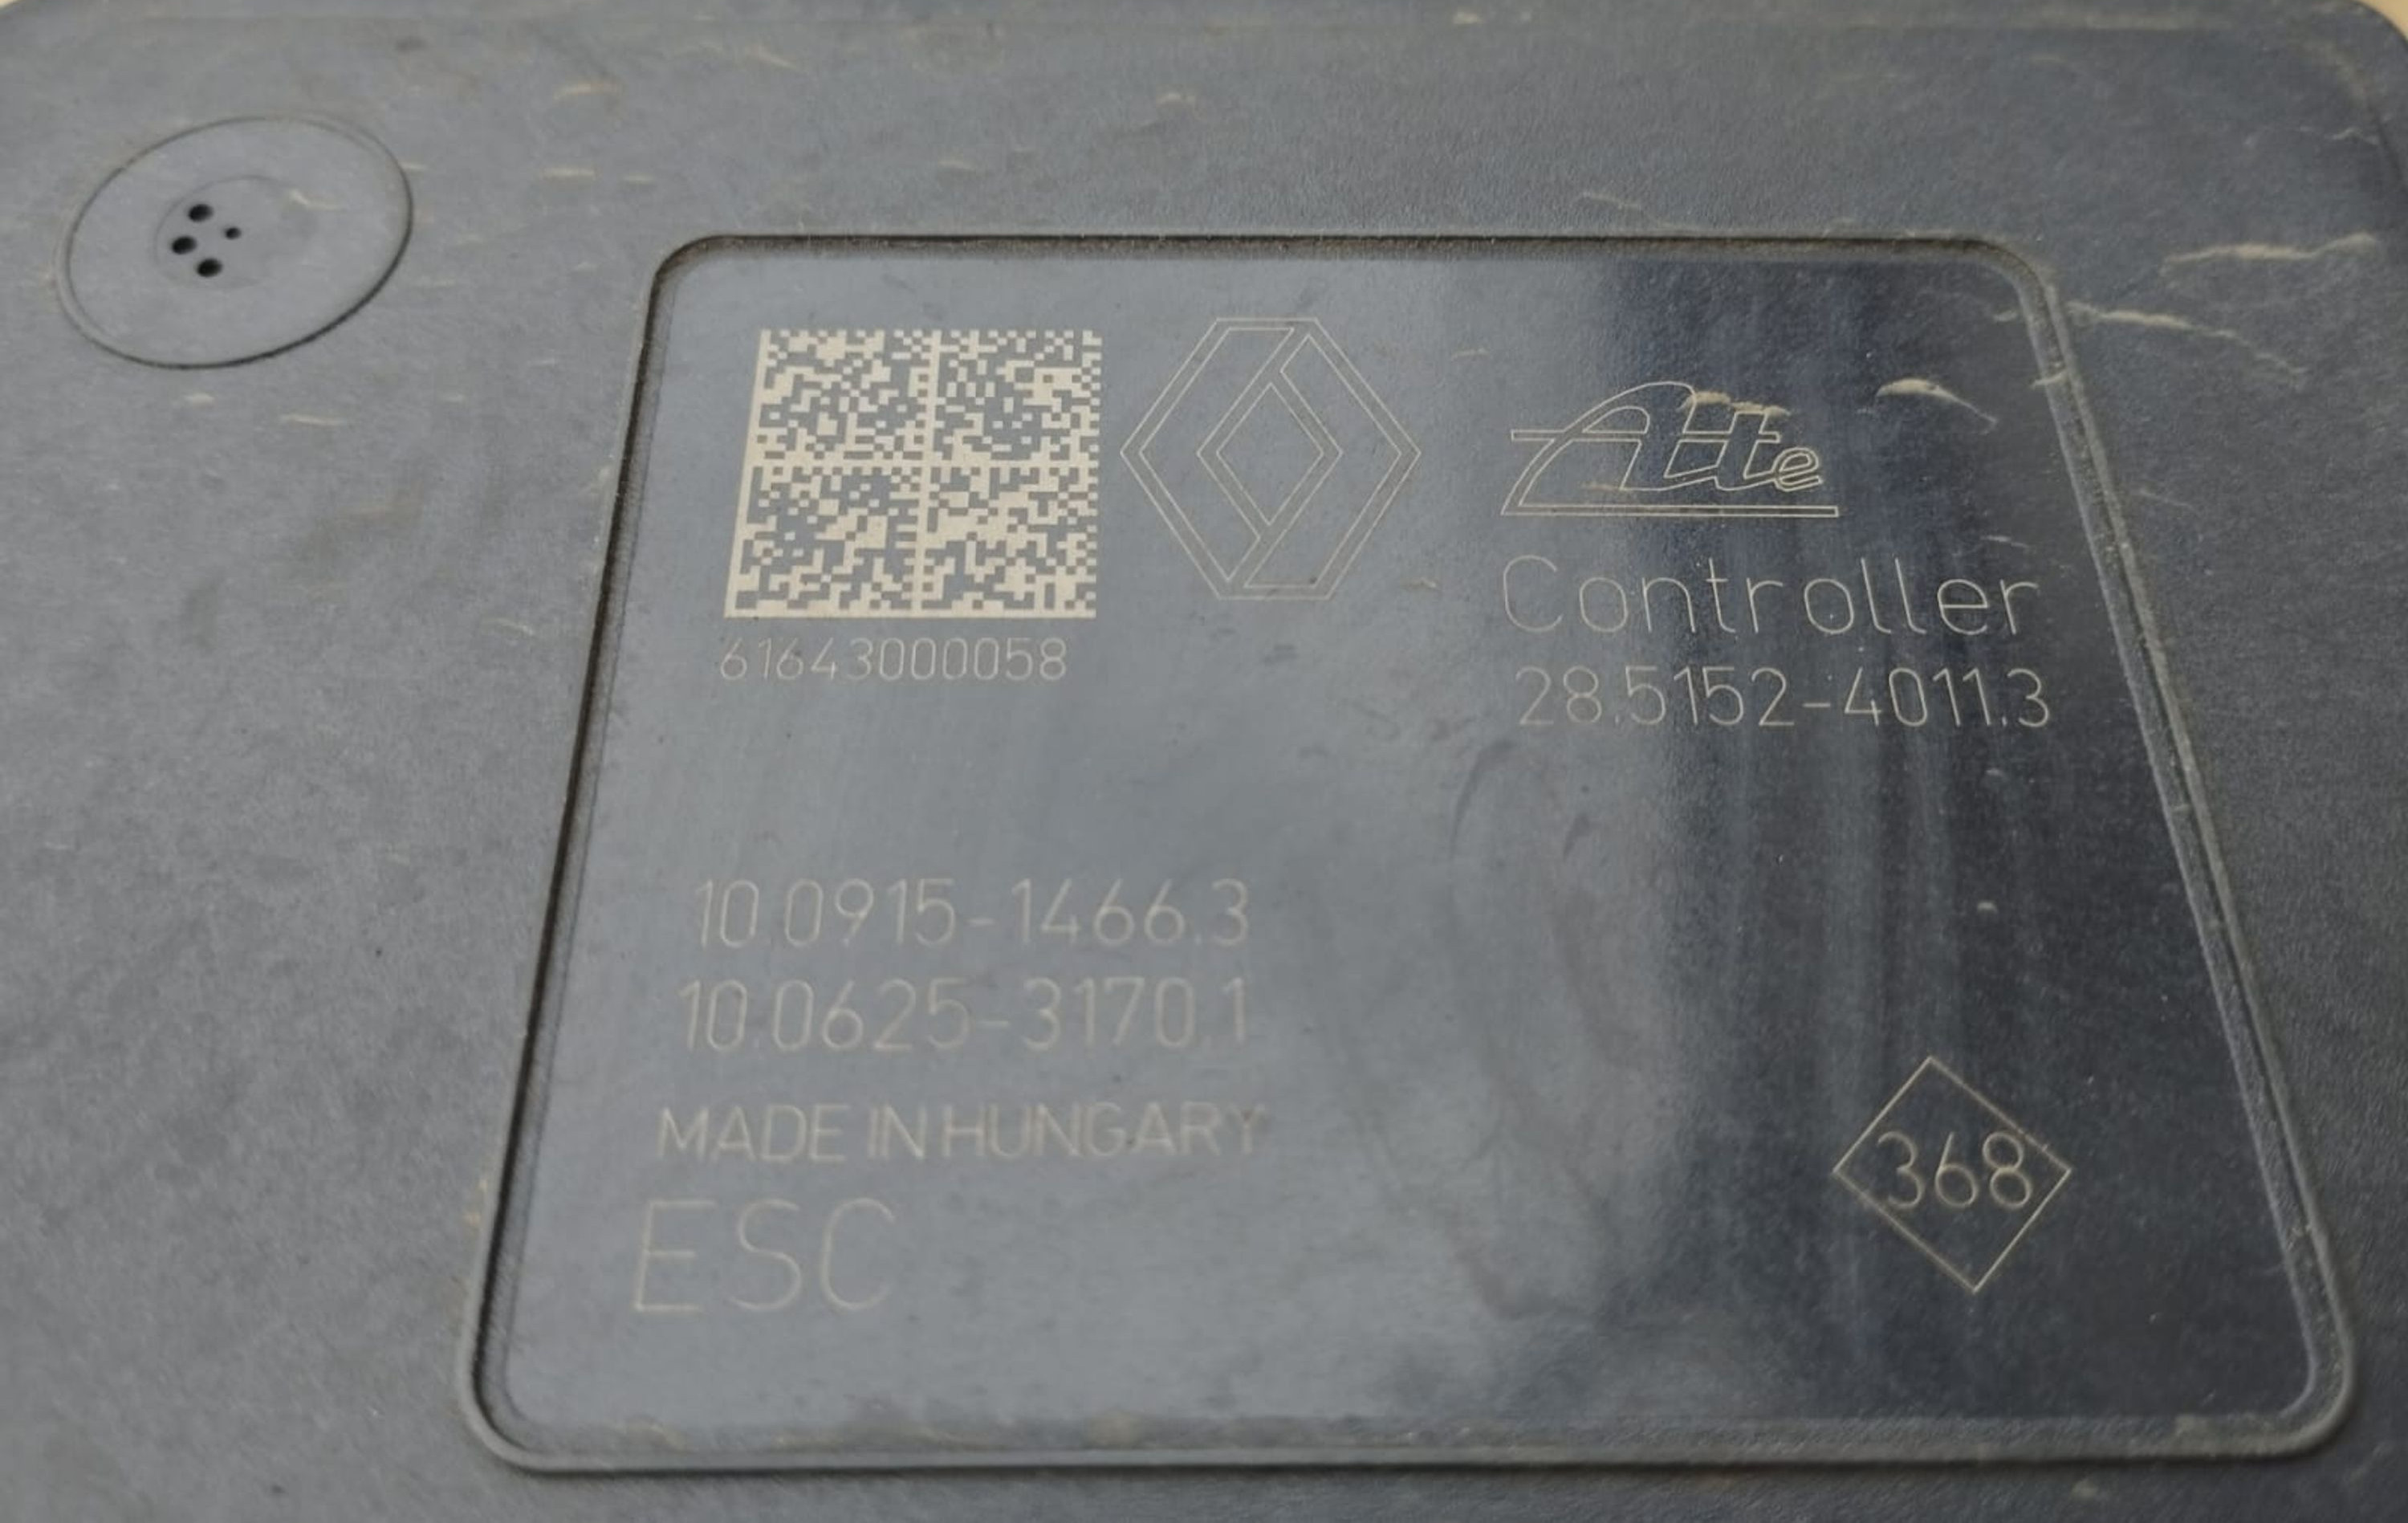 Ate
Controller
61643000058
28.5152-4011.3
10.0915-1466.3
10.0625-3170.1
MADE IN HUNGARY
ESC
368